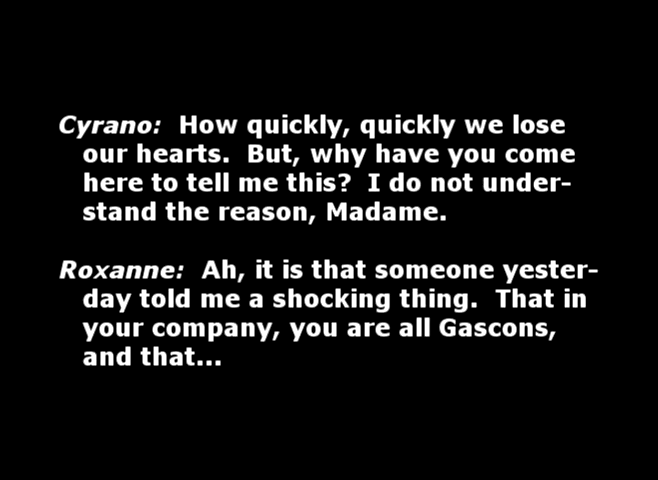 Cyrano: How quickly, quickly we lose
our hearts. But, why have you come
here to tell me this? I do not under-
stand the reason, Madame.
Roxanne: Ah, it is that someone yester-
day told me a shocking thing. That in
your company, you are all Gascons,
and that...